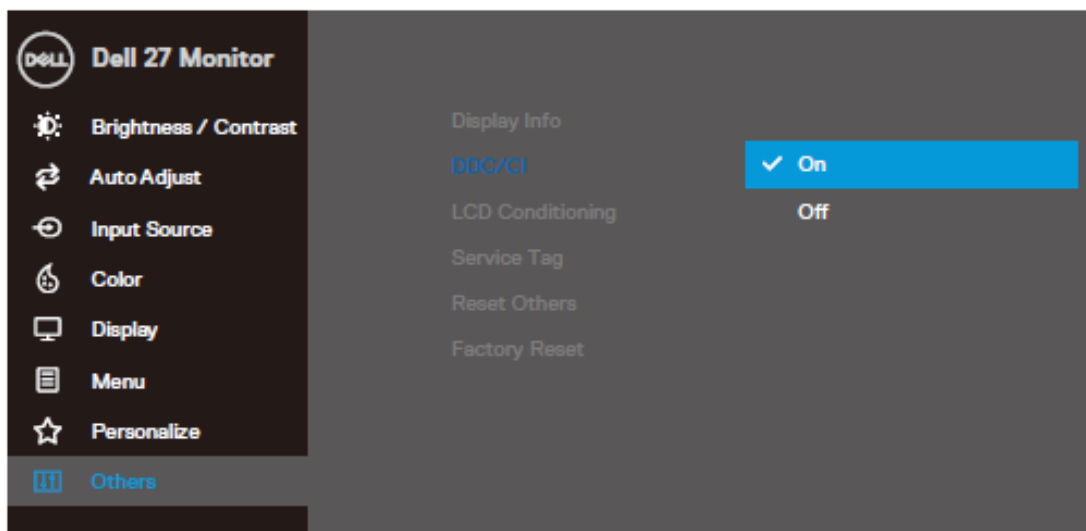 DELL Dell 27 Monitor
Brightness / Contrast
Auto Adjust
Input Source
Color
Display
Menu
Personalize
Others
Display Info
DDC/CI
LCD Conditioning
Service Tag
Reset Others
Factory Reset
On
Off